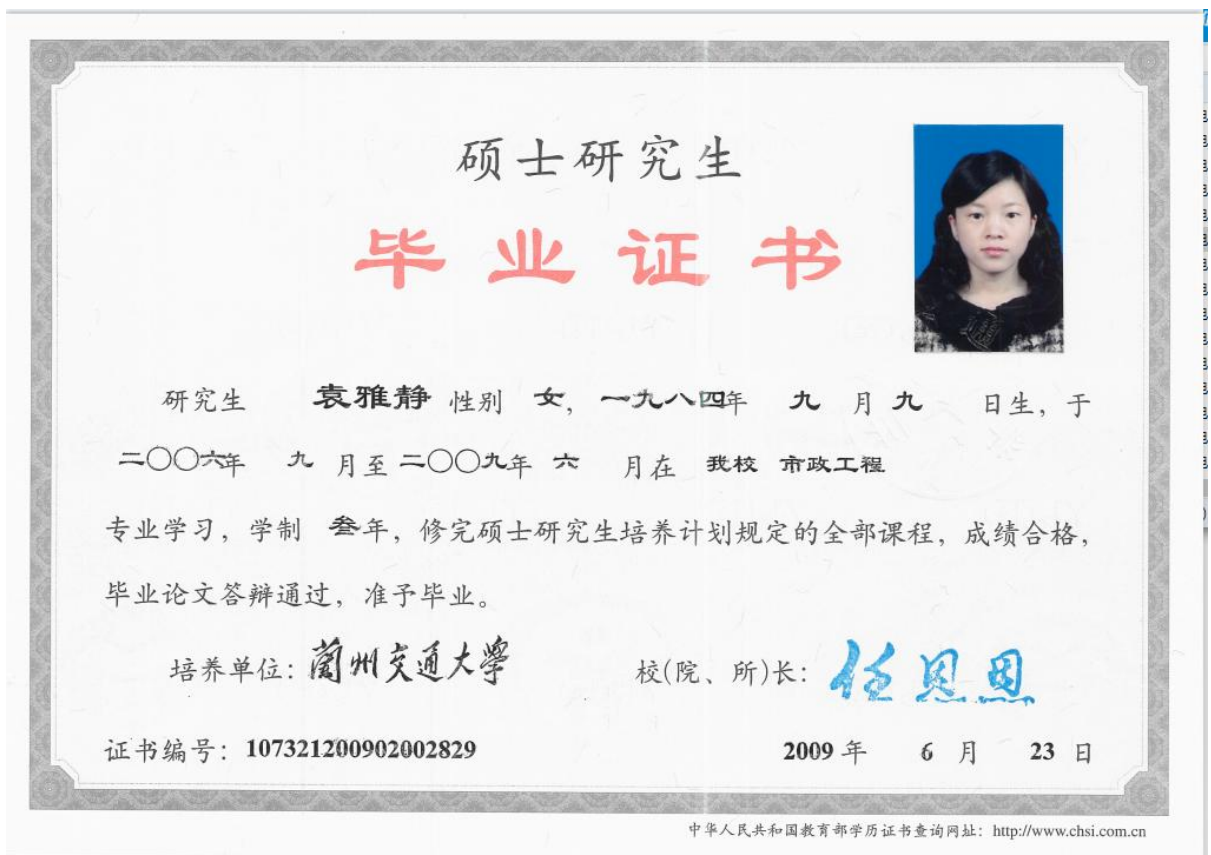 硕士研究生
毕业证书
研究生 袁雅静 性别 女, 一九八四年 九 月 九 日生, 于
二〇〇六年 九 月至 二〇〇九年 六 月在 我校 市政工程
专业学习, 学制 叁年, 修完硕士研究生培养计划规定的全部课程, 成绩合格,
毕业论文答辩通过, 准予毕业。
培养单位: 蘭州交通大學 校(院、所)长: 任恩恩
证书编号: 107321200902002829 2009 年 6 月 23 日
中华人民共和国教育部学历证书查询网址: http://www.chsi.com.cn